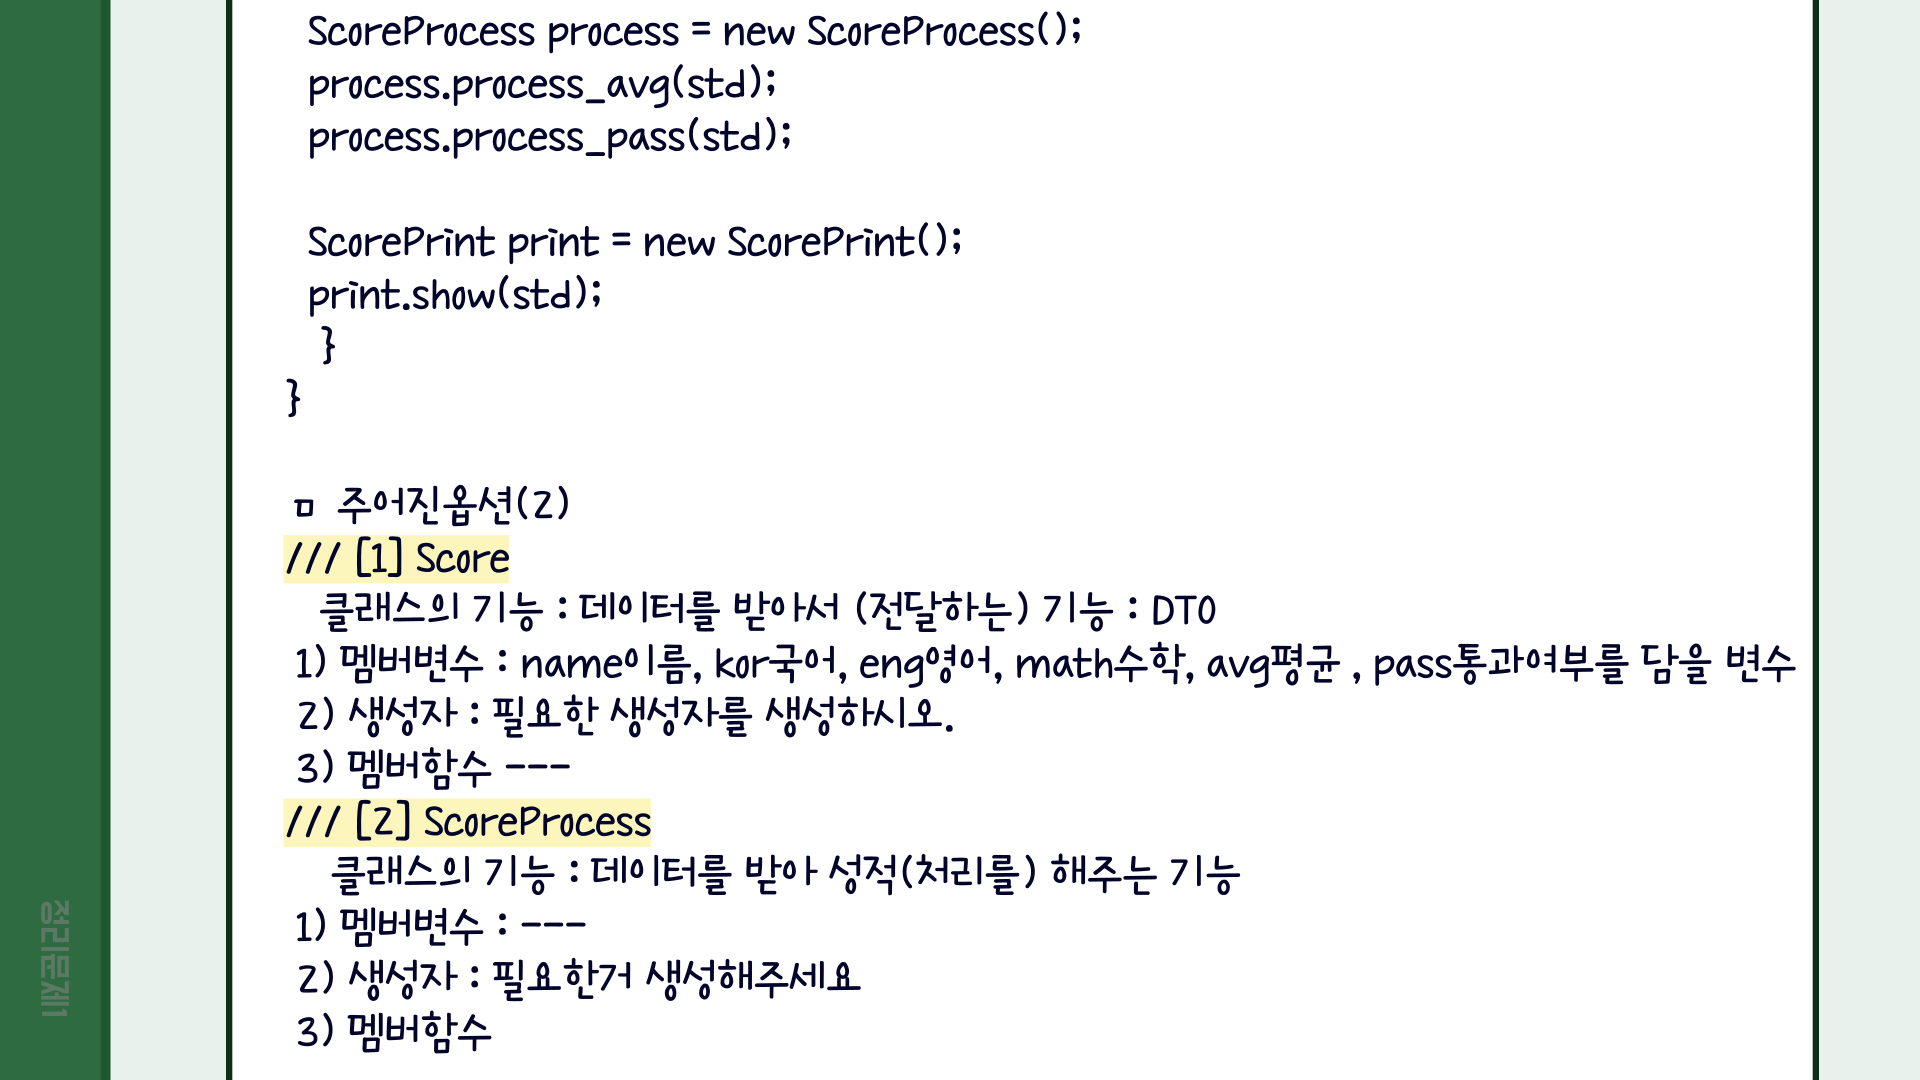 ScoreProcess process = new ScoreProcess();
process.process_avg(std);
process.process_pass(std);
ScorePrint print = new ScorePrint();
print.show(std);
}
}
ㅁ 주어진옵션(2)
/// [1] Score
클래스의 기능 : 데이터를 받아서 (전달하는) 기능 : DTO
1) 멤버변수 : name이름, kor국어, eng영어, math수학, avg평균 , pass통과여부를 담을 변수
2) 생성자 : 필요한 생성자를 생성하시오.
3) 멤버함수 ---
/// [2] ScoreProcess
클래스의 기능 : 데이터를 받아 성적(처리를) 해주는 기능
1) 멤버변수 : ---
2) 생성자 : 필요한거 생성해주세요
3) 멤버함수
정리문제1